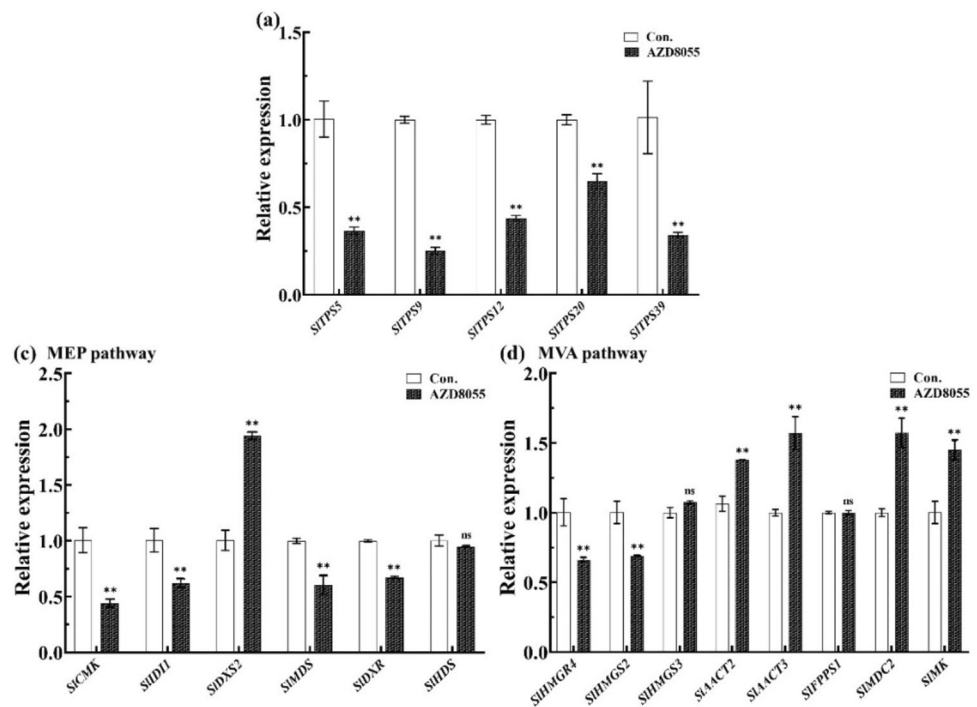 (a)
Con.
AZD8055
Relative expression
1.5
1.0
0.5
0.0
**
**
**
**
**
SlTPS5
SlTPS9
SlTPS12
SlTPS20
SlTPS39
(c) MEP pathway
Con.
AZD8055
Relative expression
2.5
2.0
1.5
1.0
0.5
0.0
**
**
**
**
**
ns
SlCMK
SlIDI1
SlDXS2
SlMDS
SlDXR
SlHDS
(d) MVA pathway
Con.
AZD8055
Relative expression
2.0
1.5
1.0
0.5
0.0
**
**
ns
**
**
ns
**
**
SlHMGR4
SlHMGS2
SlHMGS3
SlAACT2
SlAACT3
SlFPPS1
SlMDC2
SlMK